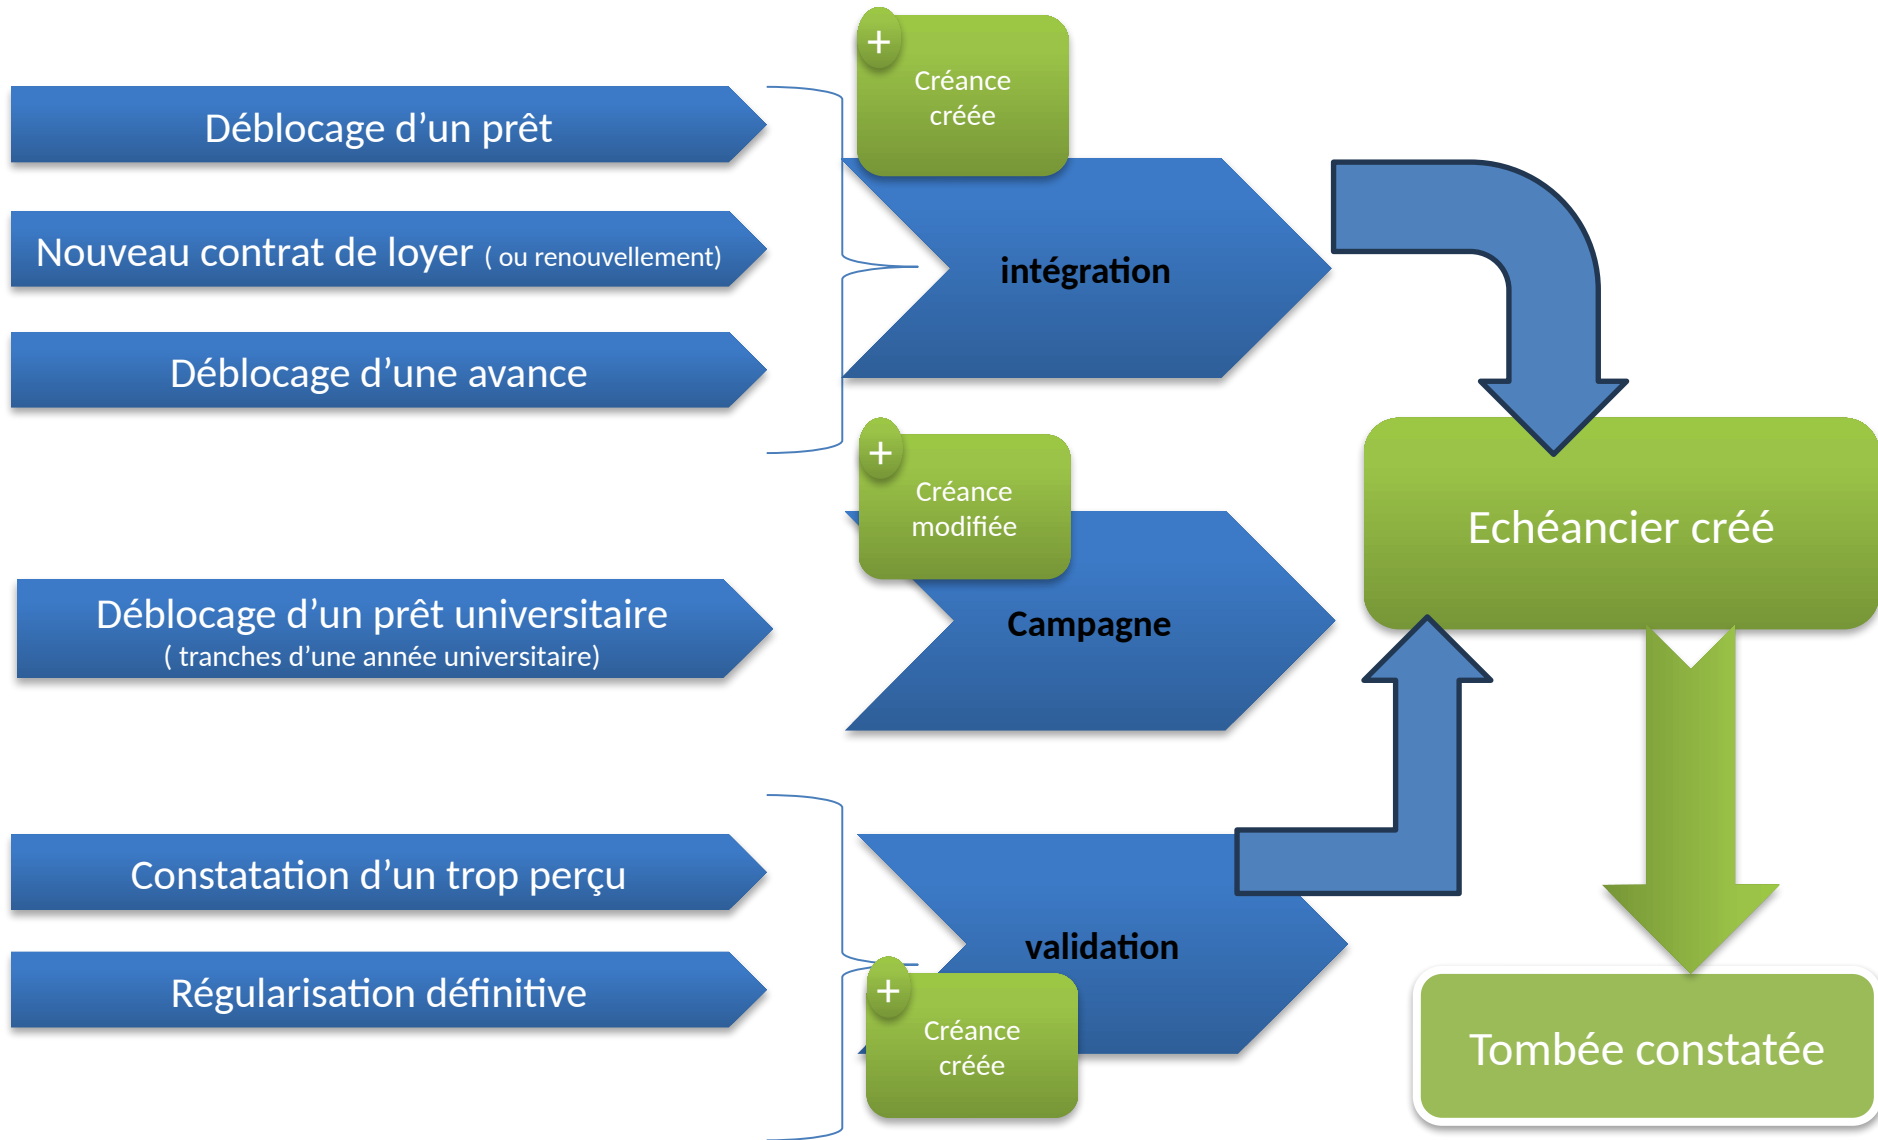 +
Créance
créée
Déblocage d’un prêt
Nouveau contrat de loyer ( ou renouvellement)
intégration
Déblocage d’une avance
+
Créance
modifiée
Echéancier créé
Déblocage d’un prêt universitaire
( tranches d’une année universitaire)
Campagne
Constatation d’un trop perçu
validation
Régularisation définitive
+
Créance
créée
Tombée constatée